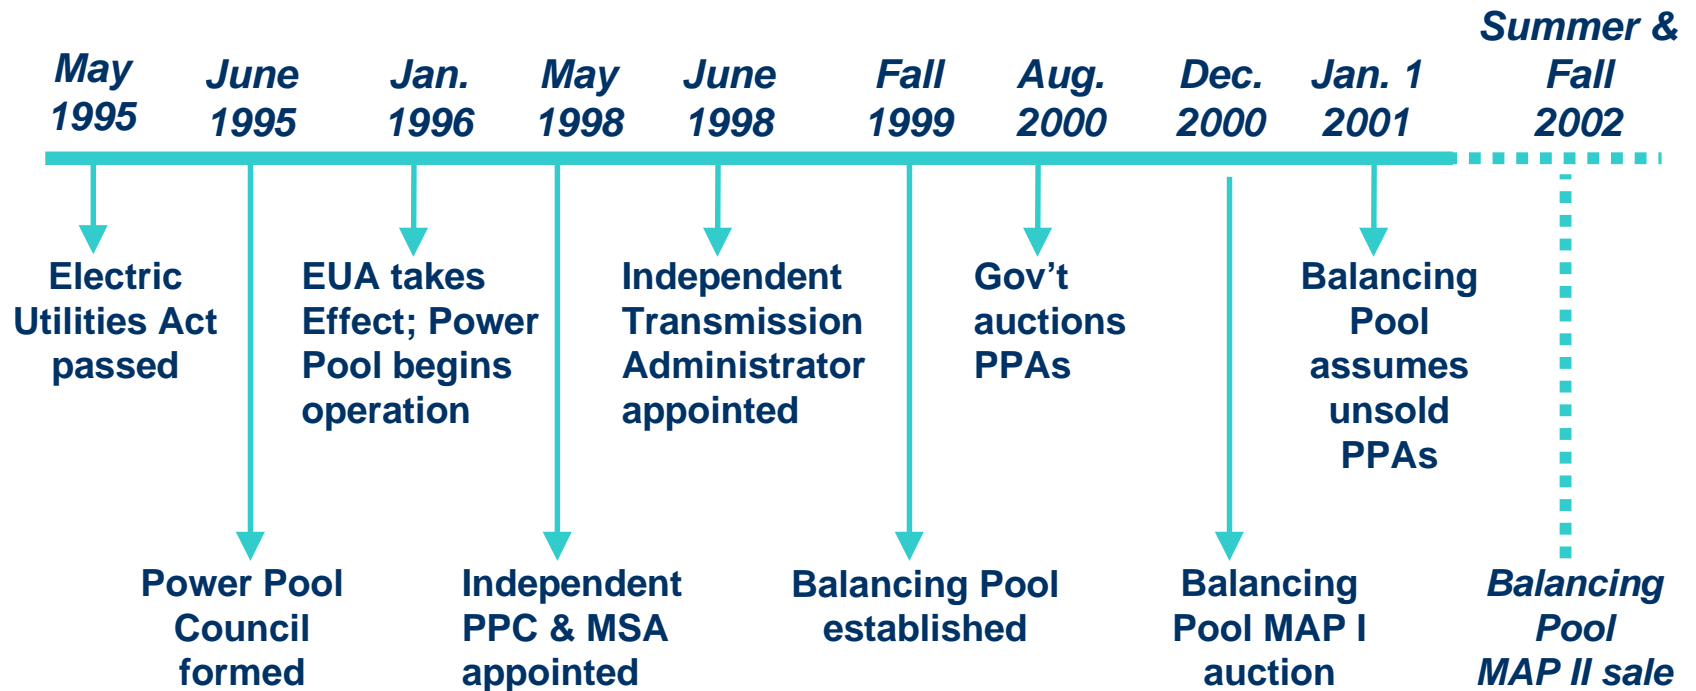 May
1995
June
1995
Jan.
1996
May
1998
June
1998
Fall
1999
Aug.
2000
Dec.
2000
Jan. 1
2001
Summer &
Fall
2002
Electric
Utilities Act
passed
EUA takes
Effect; Power
Pool begins
operation
Independent
Transmission
Administrator
appointed
Gov’t
auctions
PPAs
Balancing
Pool
assumes
unsold
PPAs
Power Pool
Council
formed
Independent
PPC & MSA
appointed
Balancing Pool
established
Balancing
Pool MAP I
auction
Balancing
Pool
MAP II sale